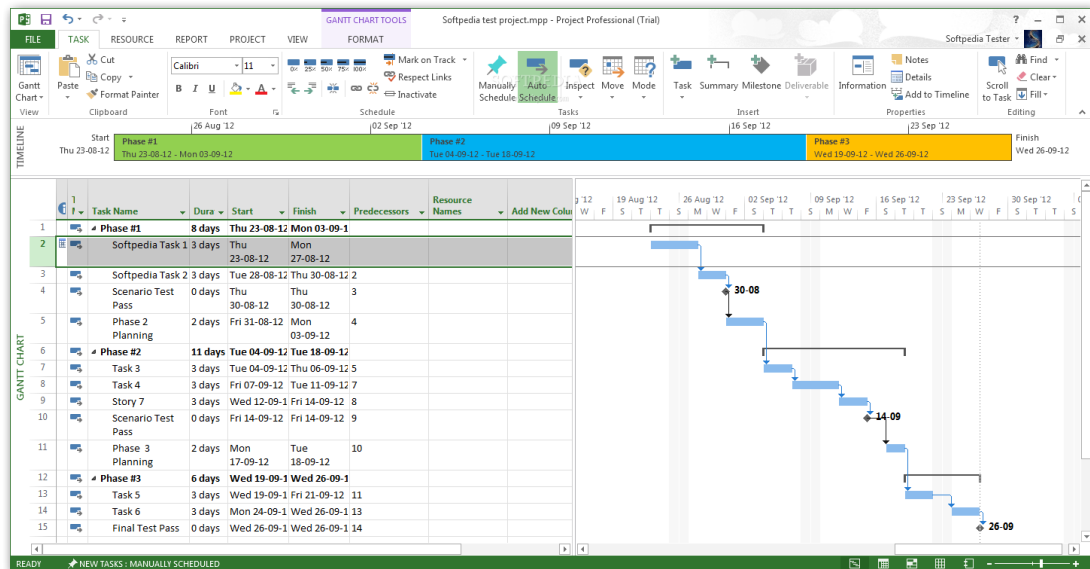 GANTT CHART TOOLS
Softpedia test project.mpp - Project Professional (Trial)
FILE TASK RESOURCE REPORT PROJECT VIEW FORMAT
Softpedia Tester
Cut
Copy
Format Painter
Paste
Gantt Chart
Calibri 11
B I U A
0% 25% 50% 75% 100%
Mark on Track
Respect Links
Inactivate
Manually Schedule
Auto Schedule
Inspect Move Mode
Task Summary Milestone Deliverable
Information
Notes
Details
Add to Timeline
Scroll to Task
Find
Clear
Fill
View Clipboard Font Schedule Tasks Insert Properties Editing
SOFTPEDIA
TIMELINE
26 Aug '12 02 Sep '12 09 Sep '12 16 Sep '12 23 Sep '12
Start
Thu 23-08-12
Phase #1
Thu 23-08-12 - Mon 03-09-12
Phase #2
Tue 04-09-12 - Tue 18-09-12
Phase #3
Wed 19-09-12 - Wed 26-09-12
Finish
Wed 26-09-12
GANTT CHART
Task Name Dura Start Finish Predecessors Resource Names Add New Colu
'12 19 Aug '12 26 Aug '12 02 Sep '12 09 Sep '12 16 Sep '12 23 Sep '12 30 Sep '12
W F S T T S M W F S T T S M W F S T T S M W F S T T
1 Phase #1 8 days Thu 23-08-12 Mon 03-09-1
2 Softpedia Task 1 3 days Thu 23-08-12 Mon 27-08-12
3 Softpedia Task 2 3 days Tue 28-08-12 Thu 30-08-12 2
4 Scenario Test Pass 0 days Thu 30-08-12 Thu 30-08-12 3
30-08
5 Phase 2 Planning 2 days Fri 31-08-12 Mon 03-09-12 4
6 Phase #2 11 days Tue 04-09-12 Tue 18-09-12
7 Task 3 3 days Tue 04-09-12 Thu 06-09-12 5
8 Task 4 3 days Fri 07-09-12 Tue 11-09-12 7
9 Story 7 3 days Wed 12-09-1 Fri 14-09-12 8
10 Scenario Test Pass 0 days Fri 14-09-12 Fri 14-09-12 9
14-09
11 Phase 3 Planning 2 days Mon 17-09-12 Tue 18-09-12 10
12 Phase #3 6 days Wed 19-09-1 Wed 26-09-1
13 Task 5 3 days Wed 19-09-1 Fri 21-09-12 11
14 Task 6 3 days Mon 24-09-1 Wed 26-09-1 13
15 Final Test Pass 0 days Wed 26-09-1 Wed 26-09-1 14
26-09
READY NEW TASKS : MANUALLY SCHEDULED